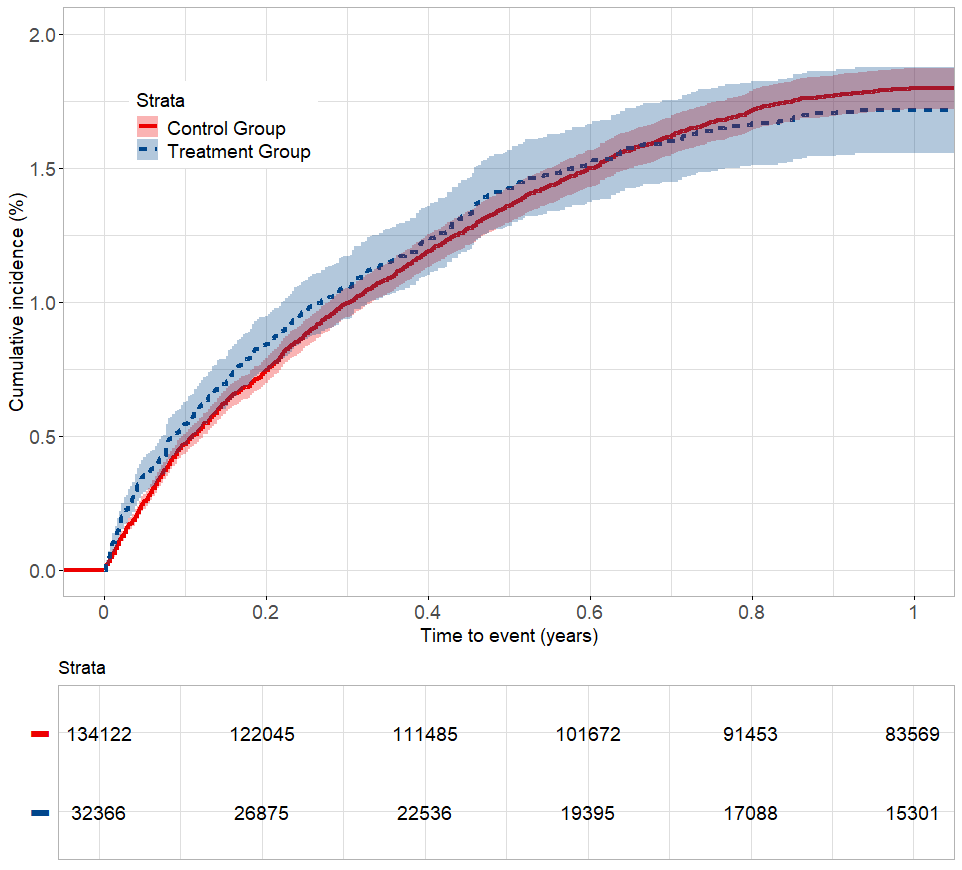 2.0
1.5
1.0
0.5
0.0
Cumulative incidence (%)
Strata
Control Group
Treatment Group
0 0.2 0.4 0.6 0.8 1
Time to event (years)
Strata
134122 122045 111485 101672 91453 83569
32366 26875 22536 19395 17088 15301